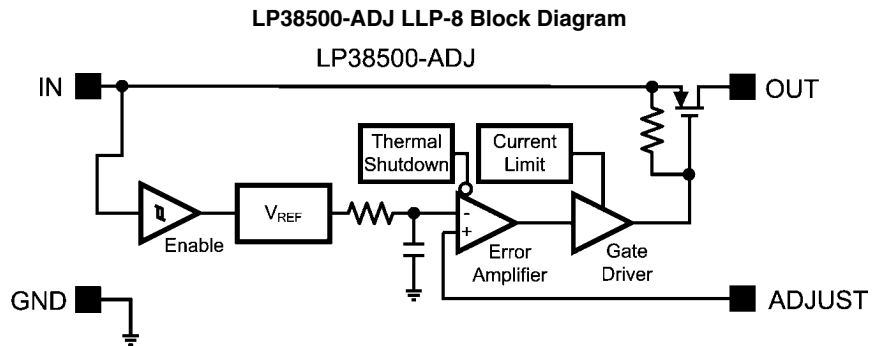 LP38500-ADJ LLP-8 Block Diagram
LP38500-ADJ
IN
OUT
Thermal
Shutdown
Current
Limit
VREF
Enable
-
+
Error
Amplifier
Gate
Driver
GND
ADJUST